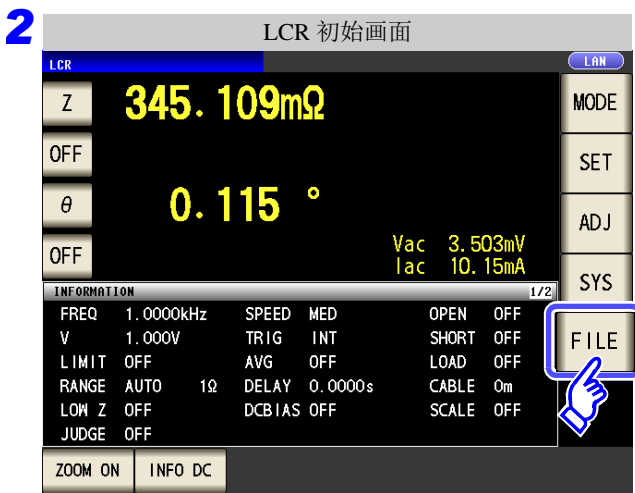 2
LCR 初始画面
LCR
LAN
Z
345.109mΩ
MODE
OFF
SET
θ
0.115 °
ADJ
OFF
Vac 3.503mV
Iac 10.15mA
SYS
INFORMATION 1/2
FREQ 1.0000kHz SPEED MED OPEN OFF
V 1.000V TRIG INT SHORT OFF
FILE
LIMIT OFF AVG OFF LOAD OFF
RANGE AUTO 1Ω DELAY 0.0000s CABLE 0m
LOW Z OFF DCBIAS OFF SCALE OFF
JUDGE OFF
ZOOM ON INFO DC